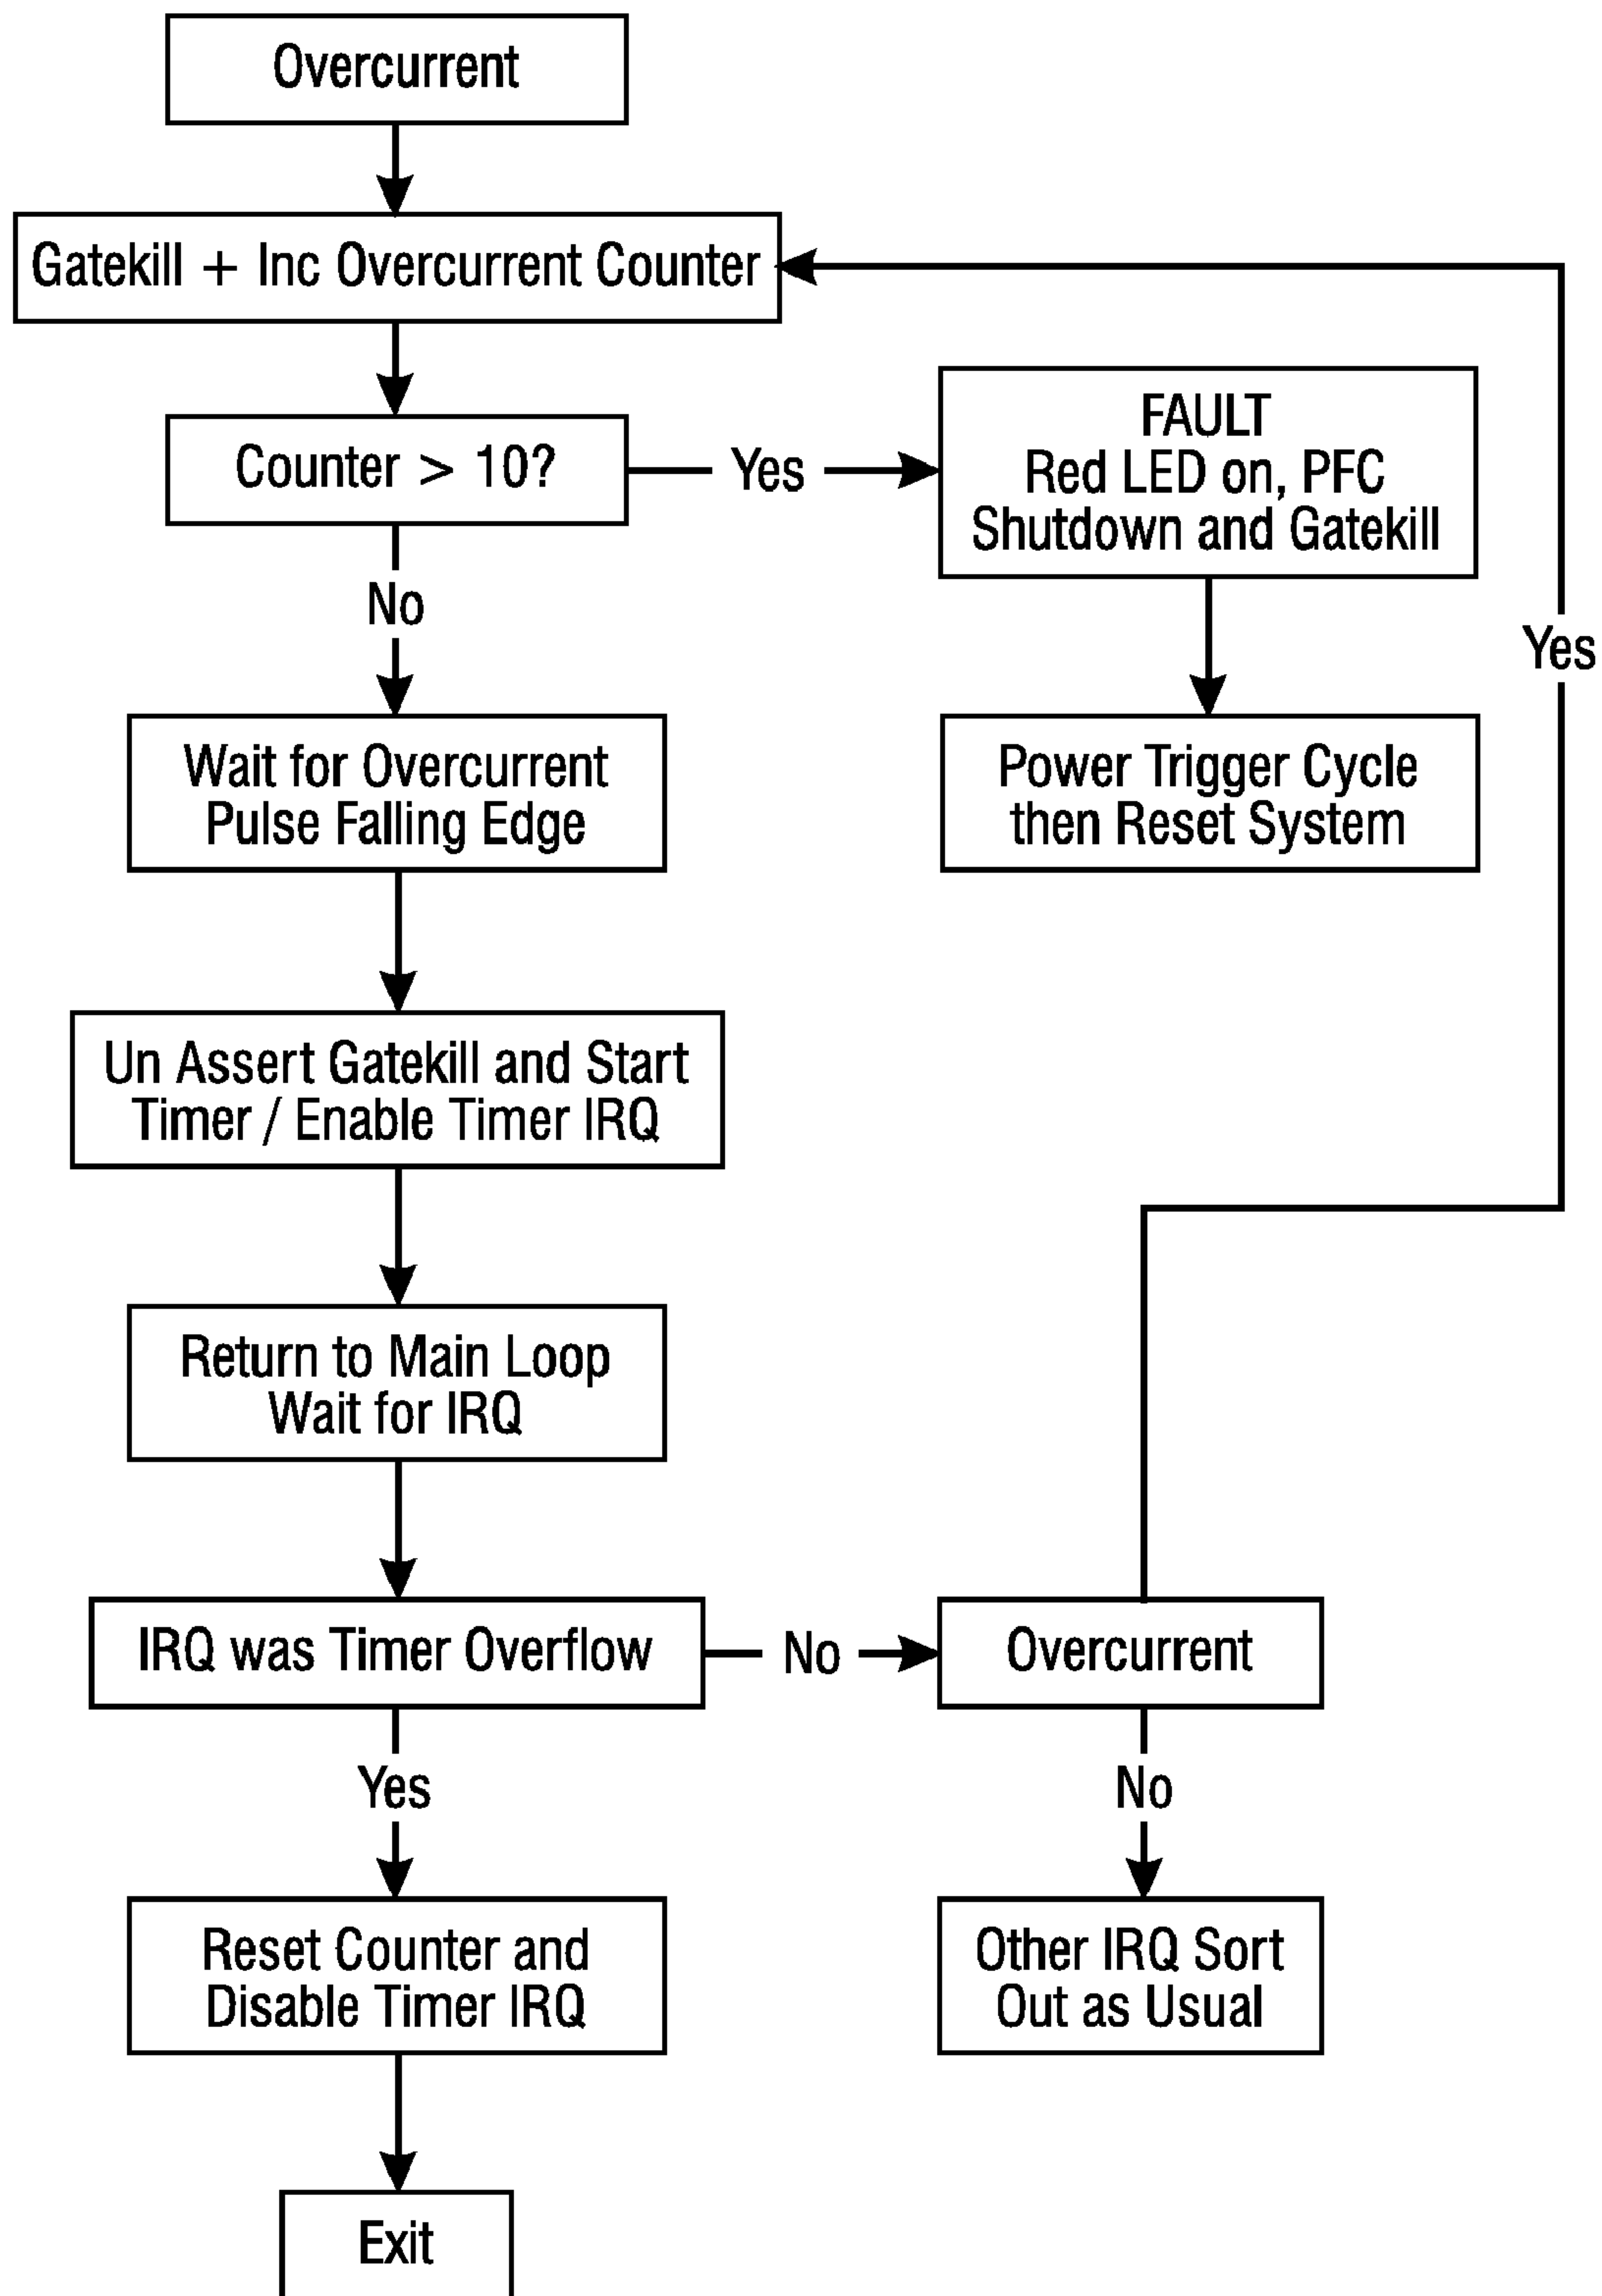 Overcurrent
Gatekill + Inc Overcurrent Counter
Counter > 10?
Yes
FAULT
Red LED on, PFC
Shutdown and Gatekill
No
Yes
Wait for Overcurrent
Pulse Falling Edge
Power Trigger Cycle
then Reset System
Un Assert Gatekill and Start
Timer / Enable Timer IRQ
Return to Main Loop
Wait for IRQ
IRQ was Timer Overflow
No
Overcurrent
Yes
No
Reset Counter and
Disable Timer IRQ
Other IRQ Sort
Out as Usual
Exit